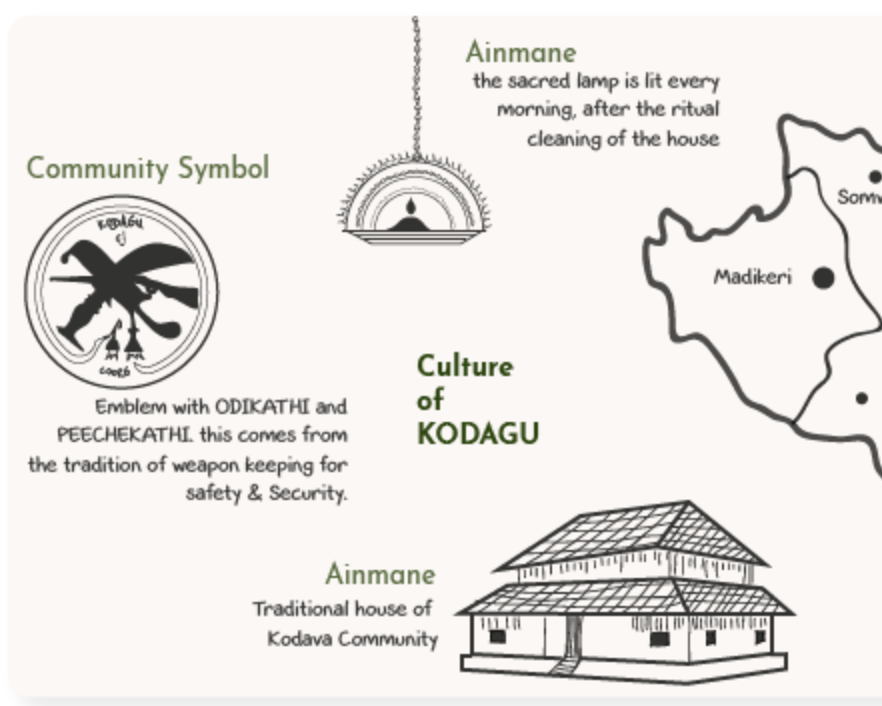 Ainmane
the sacred lamp is lit every
morning, after the ritual
cleaning of the house
Community Symbol
KODAGU
COORG
Emblem with ODIKATHI and
PEECHEKATHI. this comes from
the tradition of weapon keeping for
safety & Security.
Madikeri
Culture
of
KODAGU
Ainmane
Traditional house of
Kodava Community